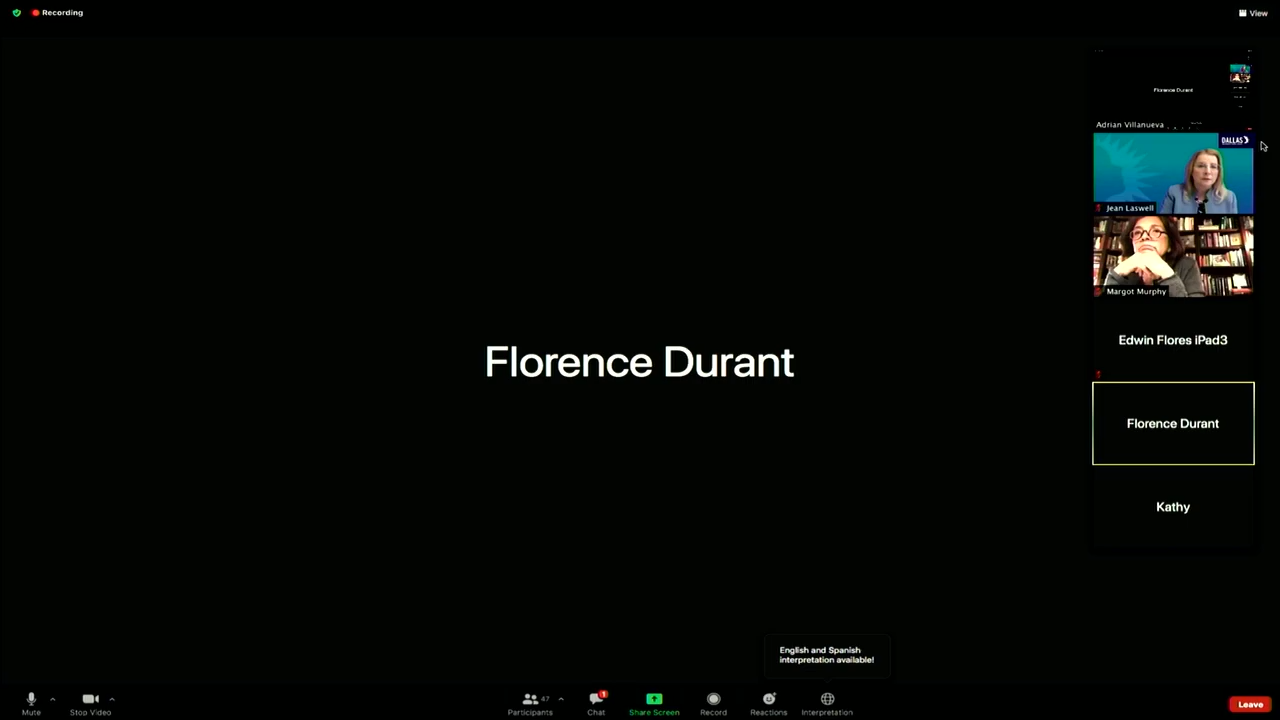 Recording
View
Florence Durant
Adrian Villanueva
DALLAS
Jean Laswell
Margot Murphy
Edwin Flores iPad3
Florence Durant
Florence Durant
Kathy
English and Spanish
interpretation available!
Mute
Stop Video
47
Participants
1
Chat
Share Screen
Record
Reactions
Interpretation
Leave